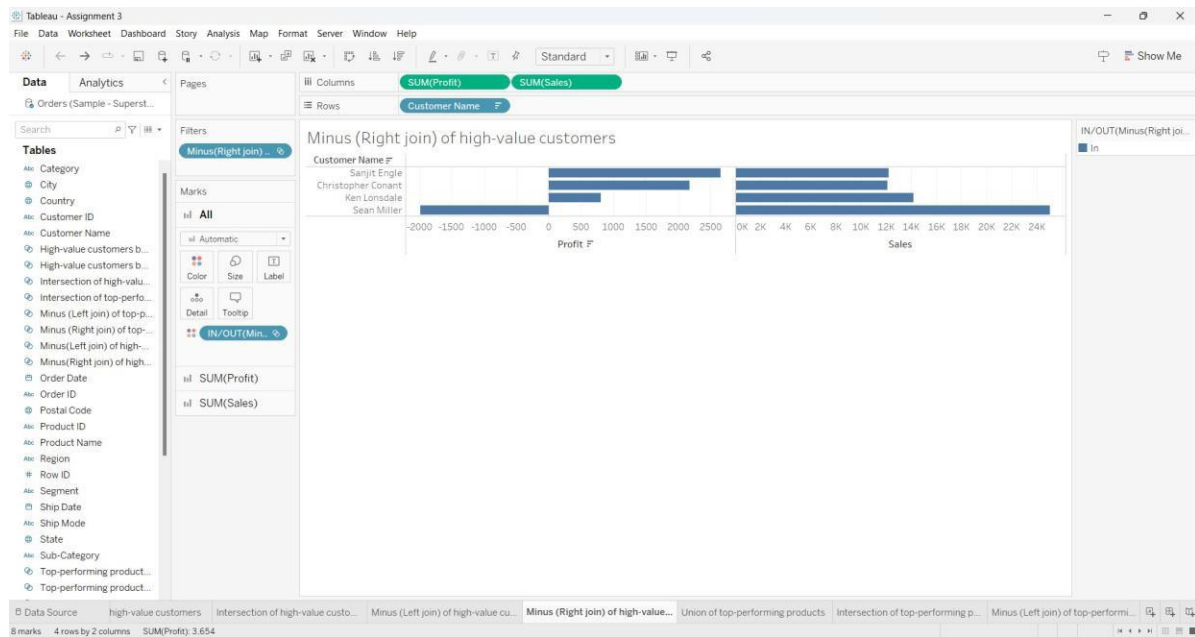 Tableau - Assignment 3
File Data Worksheet Dashboard Story Analysis Map Format Server Window Help
Standard
Show Me
Data Analytics
Pages
Columns SUM(Profit) SUM(Sales)
Orders (Sample - Superst...
Rows Customer Name
Search
Tables
Abc Category
City
Country
Abc Customer ID
Abc Customer Name
High-value customers b...
High-value customers b...
Intersection of high-valu...
Intersection of top-perfo...
Minus (Left join) of top-p...
Minus (Right join) of top-...
Minus(Left join) of high-...
Minus(Right join) of high...
Order Date
Abc Order ID
Postal Code
Abc Product ID
Abc Product Name
Abc Region
# Row ID
Abc Segment
Ship Date
Abc Ship Mode
State
Abc Sub-Category
Top-performing product...
Top-performing product...
Filters
Minus(Right join) ..
Marks
All
Automatic
Color Size Label
Detail Tooltip
IN/OUT(Min..
SUM(Profit)
SUM(Sales)
Minus (Right join) of high-value customers
Customer Name
Sanjit Engle
Christopher Conant
Ken Lonsdale
Sean Miller
-2000 -1500 -1000 -500 0 500 1000 1500 2000 2500 0K 2K 4K 6K 8K 10K 12K 14K 16K 18K 20K 22K 24K
Profit Sales
IN/OUT(Minus(Right joi...
In
Data Source high-value customers Intersection of high-value custo... Minus (Left join) of high-value cu... Minus (Right join) of high-value... Union of top-performing products Intersection of top-performing p... Minus (Left join) of top-performi...
8 marks 4 rows by 2 columns SUM(Profit): 3,654